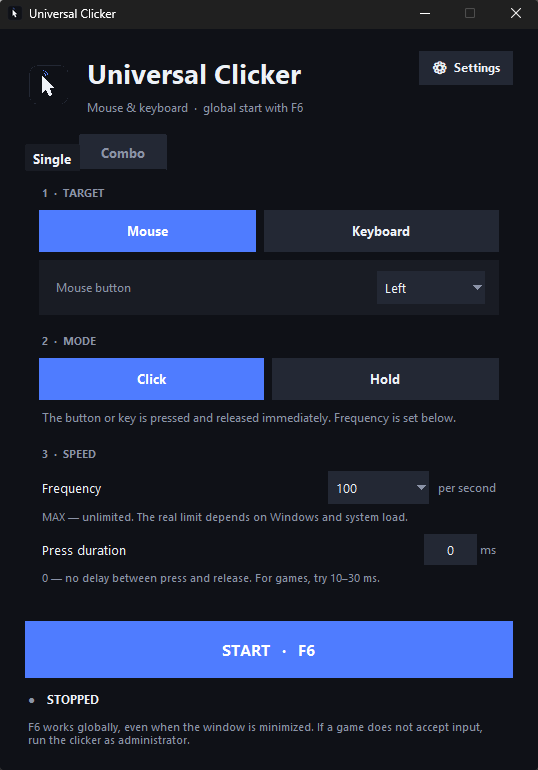 Universal Clicker
Universal Clicker
Settings
Mouse & keyboard · global start with F6
Single
Combo
1 · TARGET
Mouse
Keyboard
Mouse button
Left
2 · MODE
Click
Hold
The button or key is pressed and released immediately. Frequency is set below.
3 · SPEED
Frequency
100
per second
MAX — unlimited. The real limit depends on Windows and system load.
Press duration
0
ms
0 — no delay between press and release. For games, try 10–30 ms.
START · F6
STOPPED
F6 works globally, even when the window is minimized. If a game does not accept input,
run the clicker as administrator.